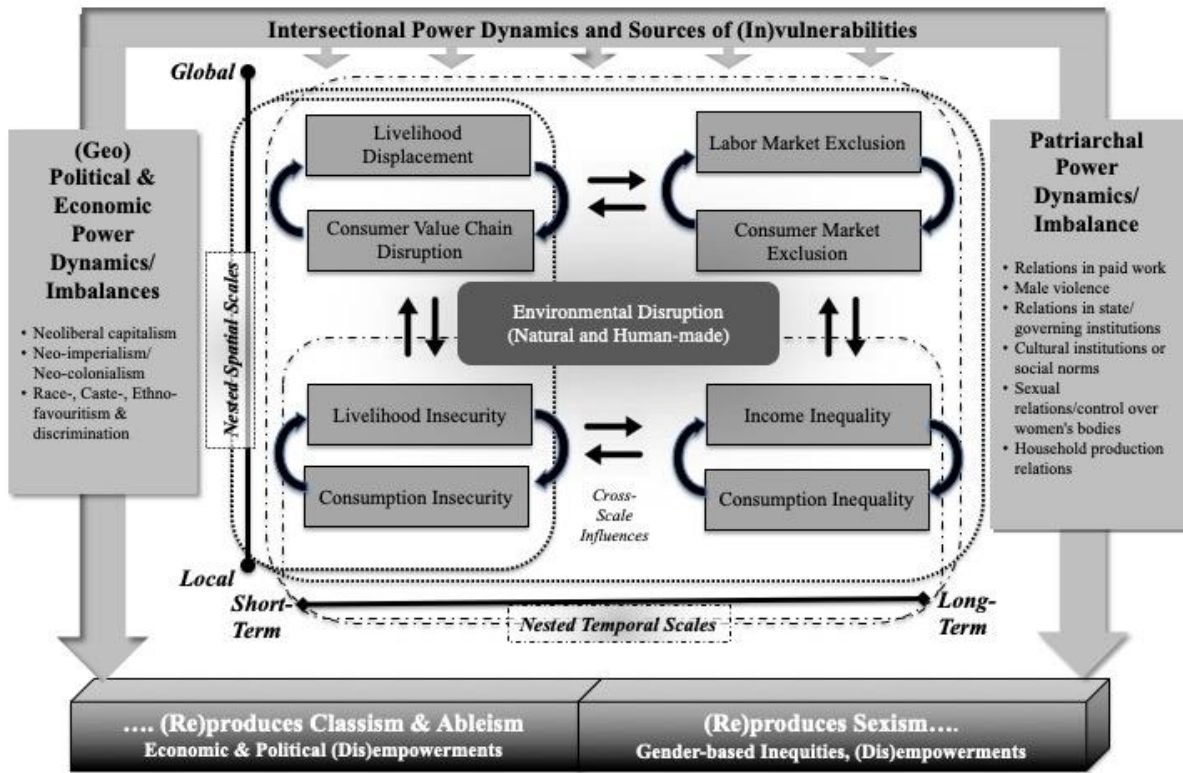 Intersectional Power Dynamics and Sources of (In)vulnerabilities
Global
(Geo)
Political &
Economic
Power
Dynamics/
Imbalances
• Neoliberal capitalism
• Neo-imperialism/
Neo-colonialism
• Race-, Caste-, Ethno-
favouritism &
discrimination
Nested Spatial Scales
Livelihood
Displacement
Consumer Value Chain
Disruption
Labor Market Exclusion
Consumer Market
Exclusion
Environmental Disruption
(Natural and Human-made)
Livelihood Insecurity
Consumption Insecurity
Income Inequality
Consumption Inequality
Cross-
Scale
Influences
Patriarchal
Power
Dynamics/
Imbalance
• Relations in paid work
• Male violence
• Relations in state/
governing institutions
• Cultural institutions or
social norms
• Sexual
relations/control over
women's bodies
• Household production
relations
Local
Short-
Term
Nested Temporal Scales
Long-
Term
.... (Re)produces Classism & Ableism
Economic & Political (Dis)empowerments
(Re)produces Sexism....
Gender-based Inequities, (Dis)empowerments